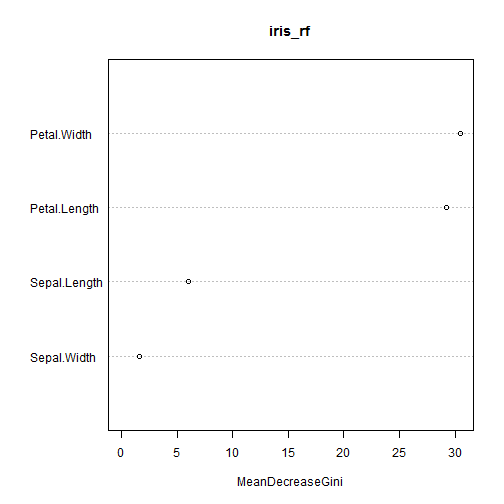 iris_rf
Petal.Width
Petal.Length
Sepal.Length
Sepal.Width
0 5 10 15 20 25 30
MeanDecreaseGini